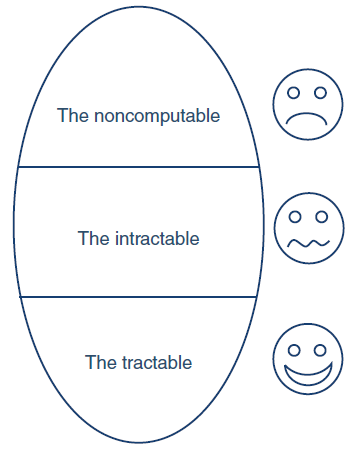 The noncomputable
The intractable
The tractable